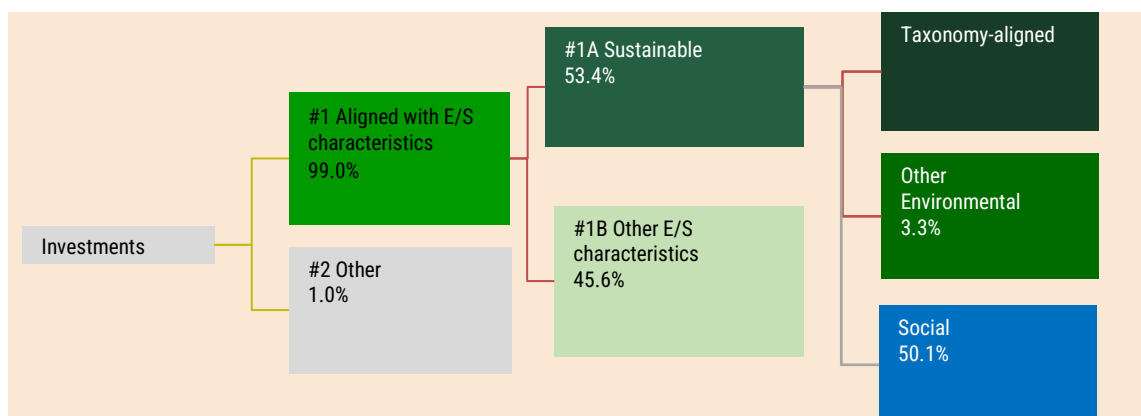 Investments
#1 Aligned with E/S
characteristics
99.0%
#2 Other
1.0%
#1A Sustainable
53.4%
#1B Other E/S
characteristics
45.6%
Taxonomy-aligned
Other
Environmental
3.3%
Social
50.1%